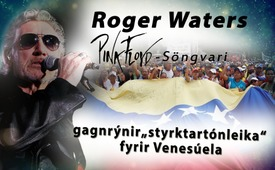 Roger Waters
PINK FLOYD -Söngvari
gagnrýnir„styrktartónleika“
fyrir Venesúela